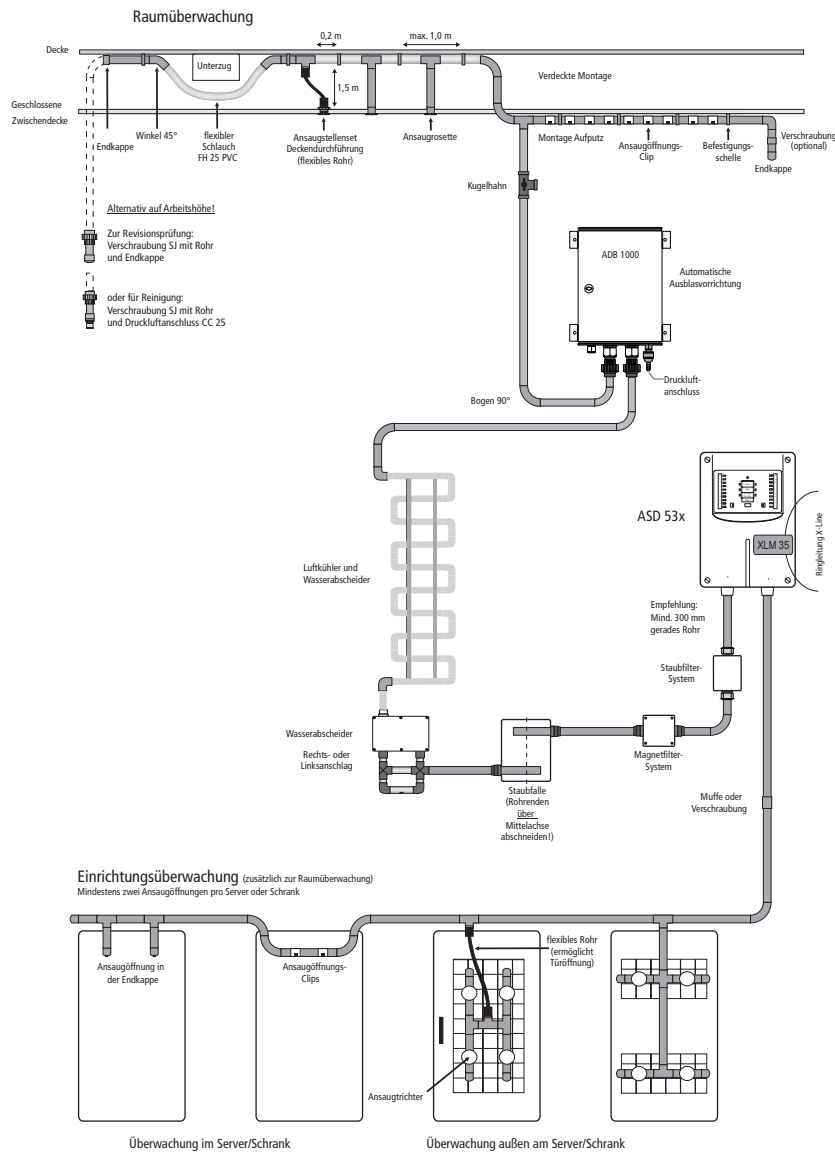 Raumüberwachung
Decke
0,2 m
max. 1,0 m
Unterzug
Verdeckte Montage
1,5 m
Geschlossene
Zwischendecke
Endkappe
Winkel 45°
flexibler
Schlauch
FH 25 PVC
Ansaugstellenset
Deckendurchführung
(flexibles Rohr)
Ansaugrosette
Montage Aufputz
Ansaugöffnungs-
Clip
Befestigungs-
schelle
Verschraubung
(optional)
Endkappe
Kugelhahn
Alternativ auf Arbeitshöhe!
Zur Revisionsprüfung:
Verschraubung SJ mit Rohr
und Endkappe
oder für Reinigung:
Verschraubung SJ mit Rohr
und Druckluftanschluss CC 25
ADB 1000
Automatische
Ausblasvorrichtung
Druckluft-
anschluss
Bogen 90°
ASD 53x
XLM 35
Ringleitung X-Line
Luftkühler und
Wasserabscheider
Empfehlung:
Mind. 300 mm
gerades Rohr
Staubfilter-
System
Wasserabscheider
Rechts- oder
Linksanschlag
Magnetfilter-
System
Staubfalle
(Rohrenden
über
Mittelachse
abschneiden!)
Muffe oder
Verschraubung
Einrichtungsüberwachung (zusätzlich zur Raumüberwachung)
Mindestens zwei Ansaugöffnungen pro Server oder Schrank
Ansaugöffnung in
der Endkappe
Ansaugöffnungs-
Clips
flexibles Rohr
(ermöglicht
Türöffnung)
Ansaugtrichter
Überwachung im Server/Schrank
Überwachung außen am Server/Schrank